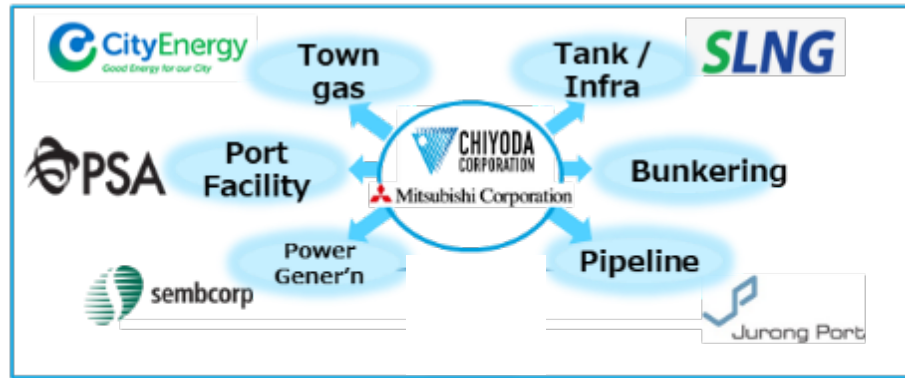 CityEnergy
Good Energy for our City
Town
gas
Tank /
Infra
SLNG
PSA
Port
Facility
CHIYODA
CORPORATION
Mitsubishi Corporation
Bunkering
sembcorp
Power
Gener'n
Pipeline
Jurong Port